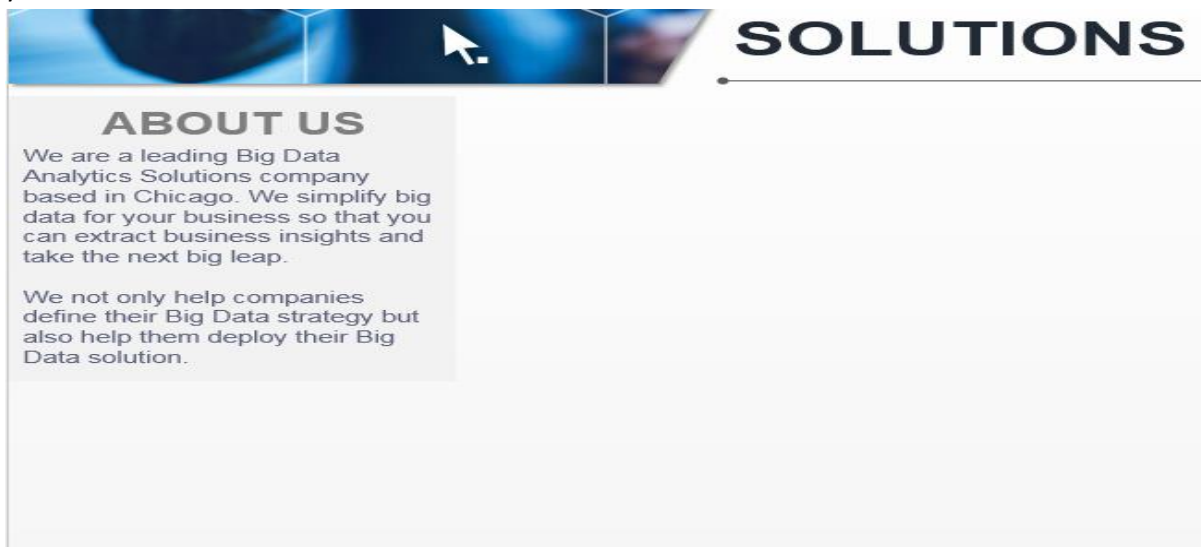 SOLUTIONS
ABOUT US
We are a leading Big Data
Analytics Solutions company
based in Chicago. We simplify big
data for your business so that you
can extract business insights and
take the next big leap.
We not only help companies
define their Big Data strategy but
also help them deploy their Big
Data solution.